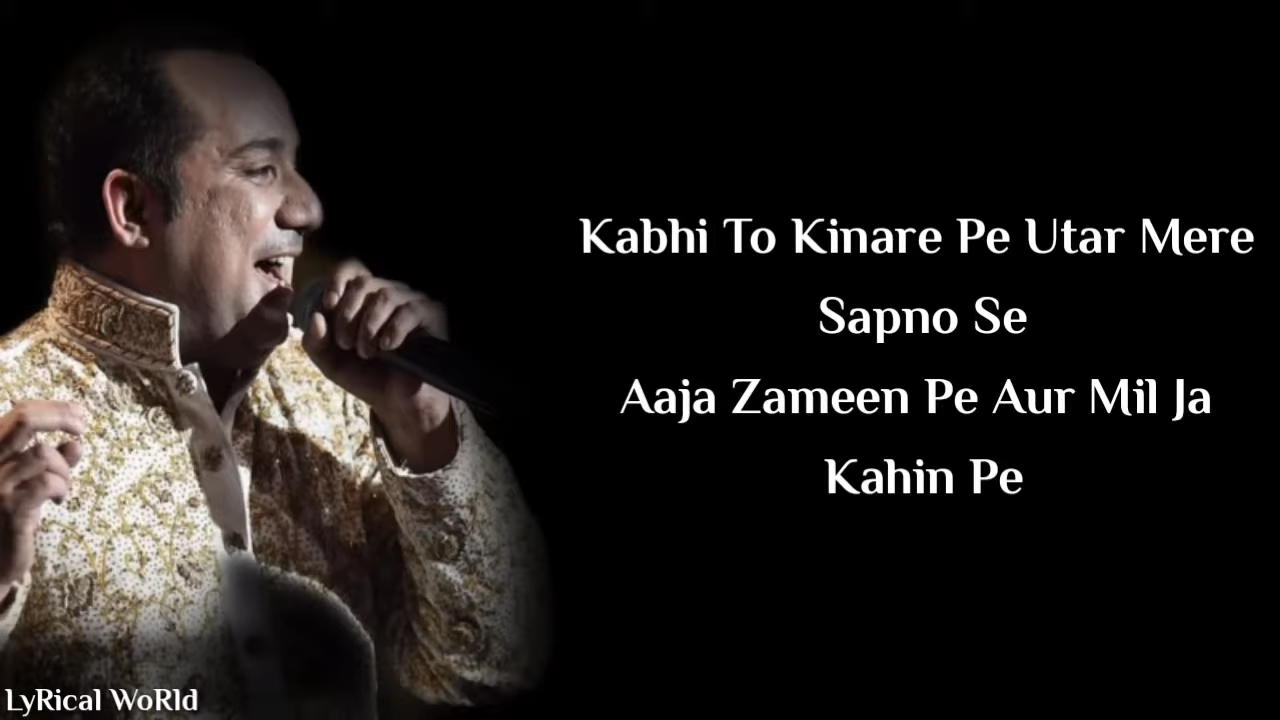 Kabhi To Kinare Pe Utar Mere
Sapno Se
Aaja Zameen Pe Aur Mil Ja
Kahin Pe
LyRical WoRld